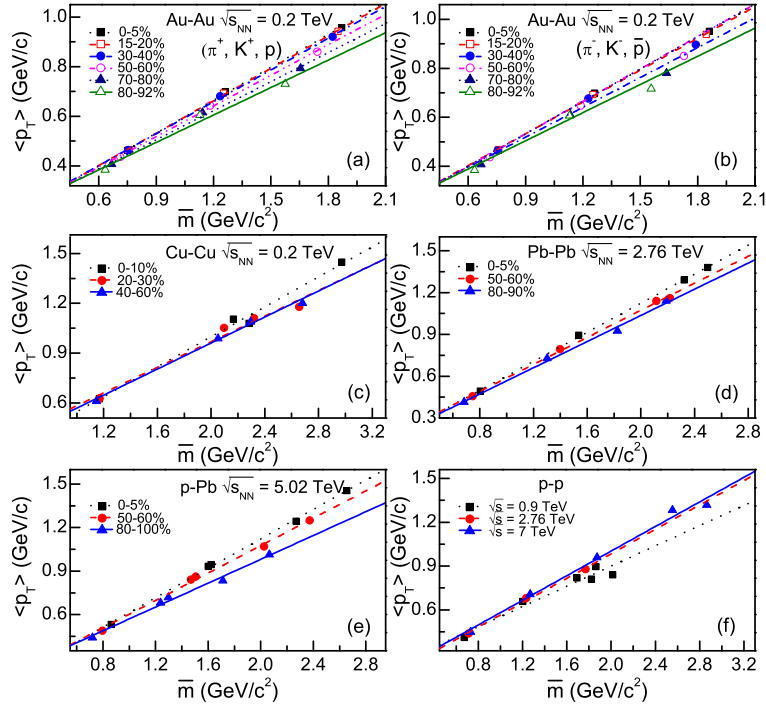 Au-Au √s_NN = 0.2 TeV
(π⁺, K⁺, p)
0-5%
15-20%
30-40%
50-60%
70-80%
80-92%
(a)
<p_T> (GeV/c)
1.0
0.8
0.6
0.4
0.6 0.9 1.2 1.5 1.8 2.1
m̅ (GeV/c²)
Au-Au √s_NN = 0.2 TeV
(π⁻, K⁻, p̅)
0-5%
15-20%
30-40%
50-60%
70-80%
80-92%
(b)
<p_T> (GeV/c)
1.0
0.8
0.6
0.4
0.6 0.9 1.2 1.5 1.8 2.1
m̅ (GeV/c²)
Cu-Cu √s_NN = 0.2 TeV
0-10%
20-30%
40-60%
(c)
<p_T> (GeV/c)
1.5
1.2
0.9
0.6
1.2 1.6 2.0 2.4 2.8 3.2
m̅ (GeV/c²)
Pb-Pb √s_NN = 2.76 TeV
0-5%
50-60%
80-90%
(d)
<p_T> (GeV/c)
1.5
1.2
0.9
0.6
0.3
0.8 1.2 1.6 2.0 2.4 2.8
m̅ (GeV/c²)
p-Pb √s_NN = 5.02 TeV
0-5%
50-60%
80-100%
(e)
<p_T> (GeV/c)
1.5
1.2
0.9
0.6
0.8 1.2 1.6 2.0 2.4 2.8
m̅ (GeV/c²)
p-p
√s = 0.9 TeV
√s = 2.76 TeV
√s = 7 TeV
(f)
<p_T> (GeV/c)
1.5
1.2
0.9
0.6
0.8 1.2 1.6 2.0 2.4 2.8 3.2
m̅ (GeV/c²)